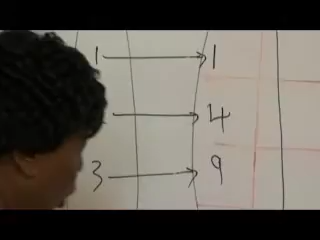 1 → 1
→ 4
3 → 9